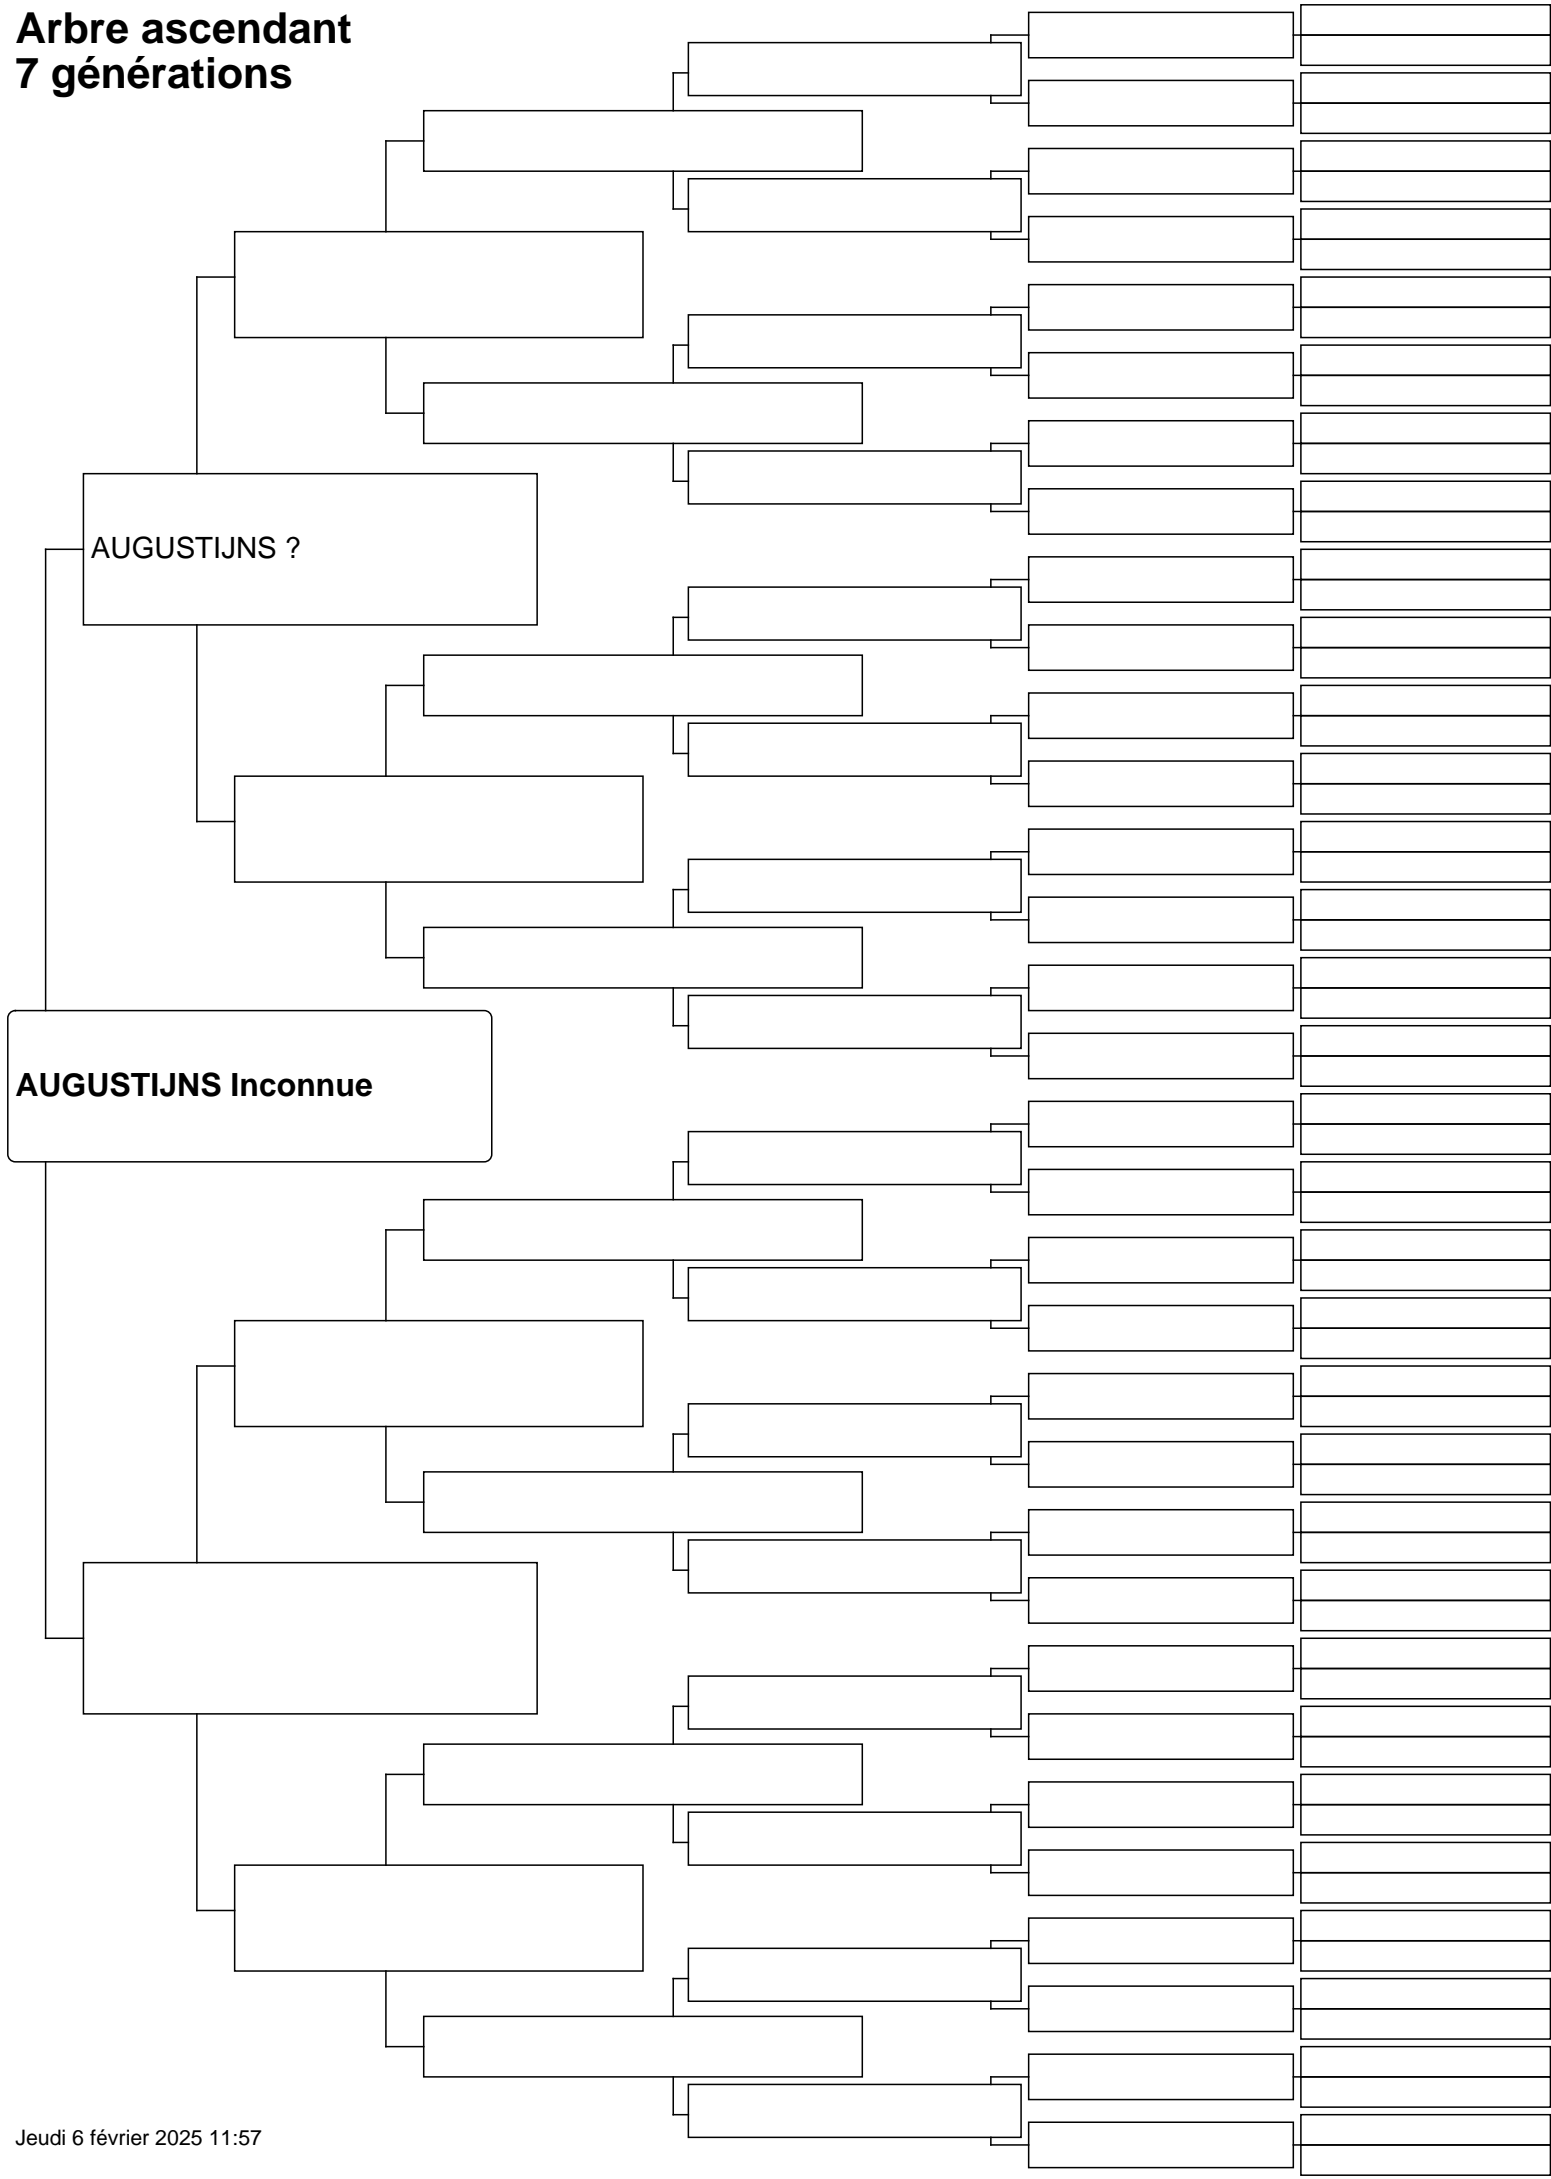 Arbre ascendant
7 générations
AUGUSTIJNS ?
AUGUSTIJNS Inconnue
Jeudi 6 février 2025 11:57